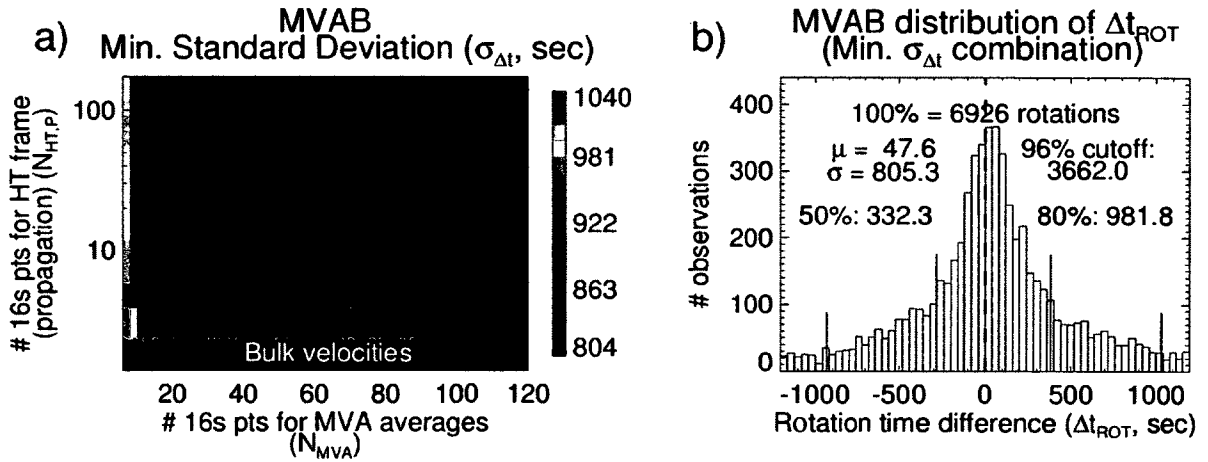 a)
MVAB
Min. Standard Deviation (σΔt, sec)
# 16s pts for HT frame
(propagation) (NHT,P)
100
10
Bulk velocities
20 40 60 80 100 120
# 16s pts for MVA averages
(NMVA)
1040
981
922
863
804
b)
MVAB distribution of ΔtROT
(Min. σΔt combination)
# observations
400
300
200
100
0
100% = 6926 rotations
μ = 47.6
σ = 805.3
96% cutoff:
3662.0
50%: 332.3
80%: 981.8
-1000 -500 0 500 1000
Rotation time difference (ΔtROT, sec)